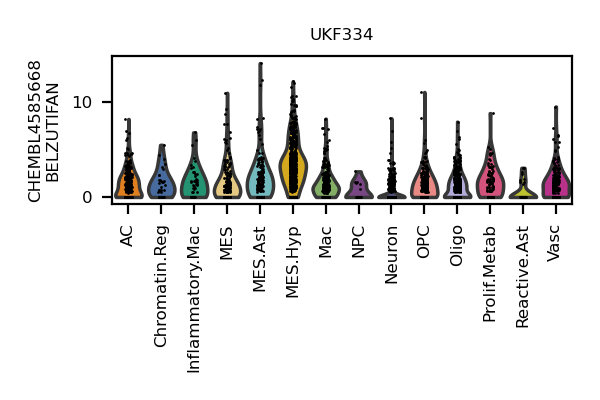 UKF334
CHEMBL4585668
BELZUTIFAN
10
0
AC
Chromatin.Reg
Inflammatory.Mac
MES
MES.Ast
MES.Hyp
Mac
NPC
Neuron
OPC
Oligo
Prolif.Metab
Reactive.Ast
Vasc